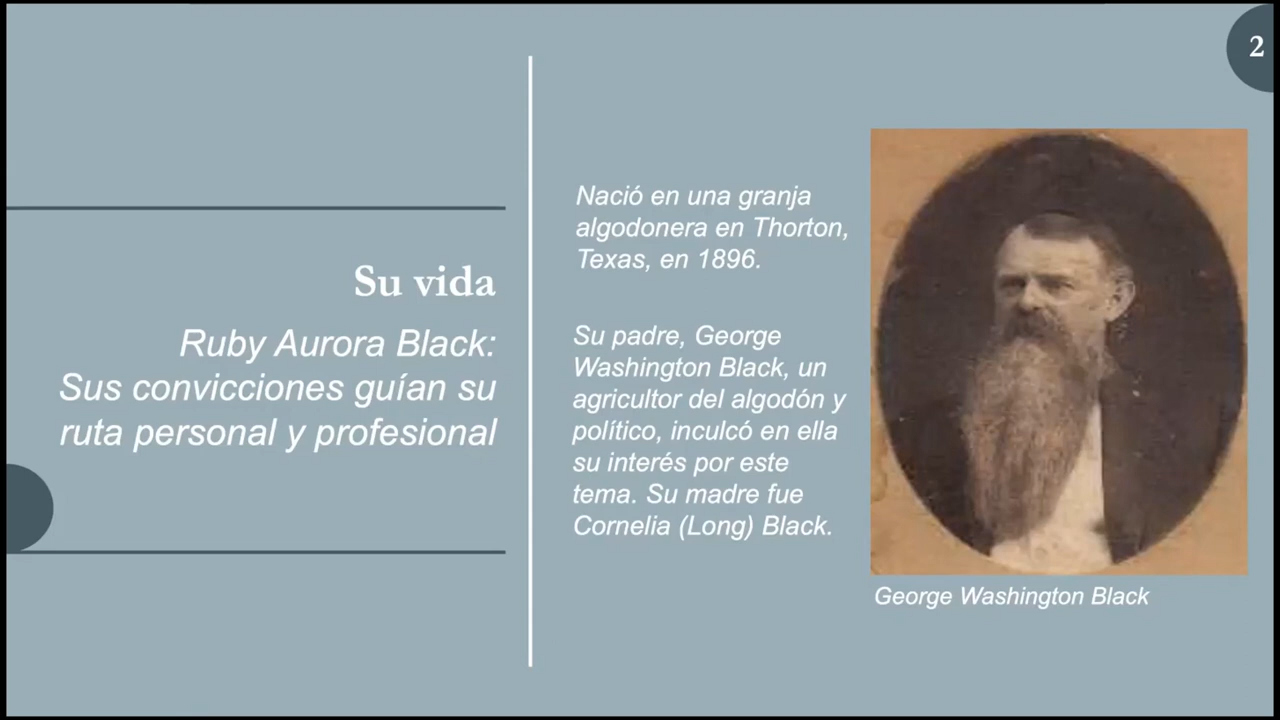 2
Su vida
Ruby Aurora Black:
Sus convicciones guían su
ruta personal y profesional
Nació en una granja
algodonera en Thorton,
Texas, en 1896.
Su padre, George
Washington Black, un
agricultor del algodón y
político, inculcó en ella
su interés por este
tema. Su madre fue
Cornelia (Long) Black.
George Washington Black